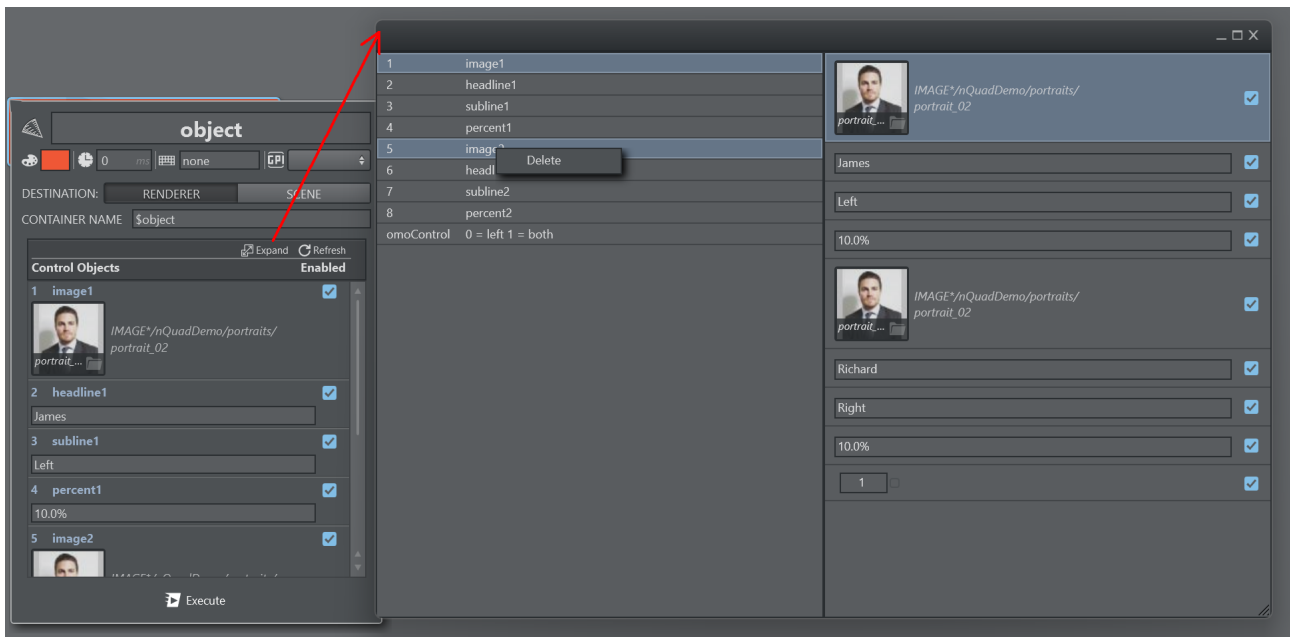 object
0 ms none GPI
DESTINATION: RENDERER SCENE
CONTAINER NAME $object
Expand Refresh
Control Objects Enabled
1 image1
IMAGE*/nQuadDemo/portraits/
portrait_02
portrait_...
2 headline1
James
3 subline1
Left
4 percent1
10.0%
5 image2
Execute
1 image1
2 headline1
3 subline1
4 percent1
5
6 headl
7 subline2
8 percent2
omoControl 0 = left 1 = both
Delete
IMAGE*/nQuadDemo/portraits/
portrait_02
portrait_...
James
Left
10.0%
IMAGE*/nQuadDemo/portraits/
portrait_02
portrait_...
Richard
Right
10.0%
1